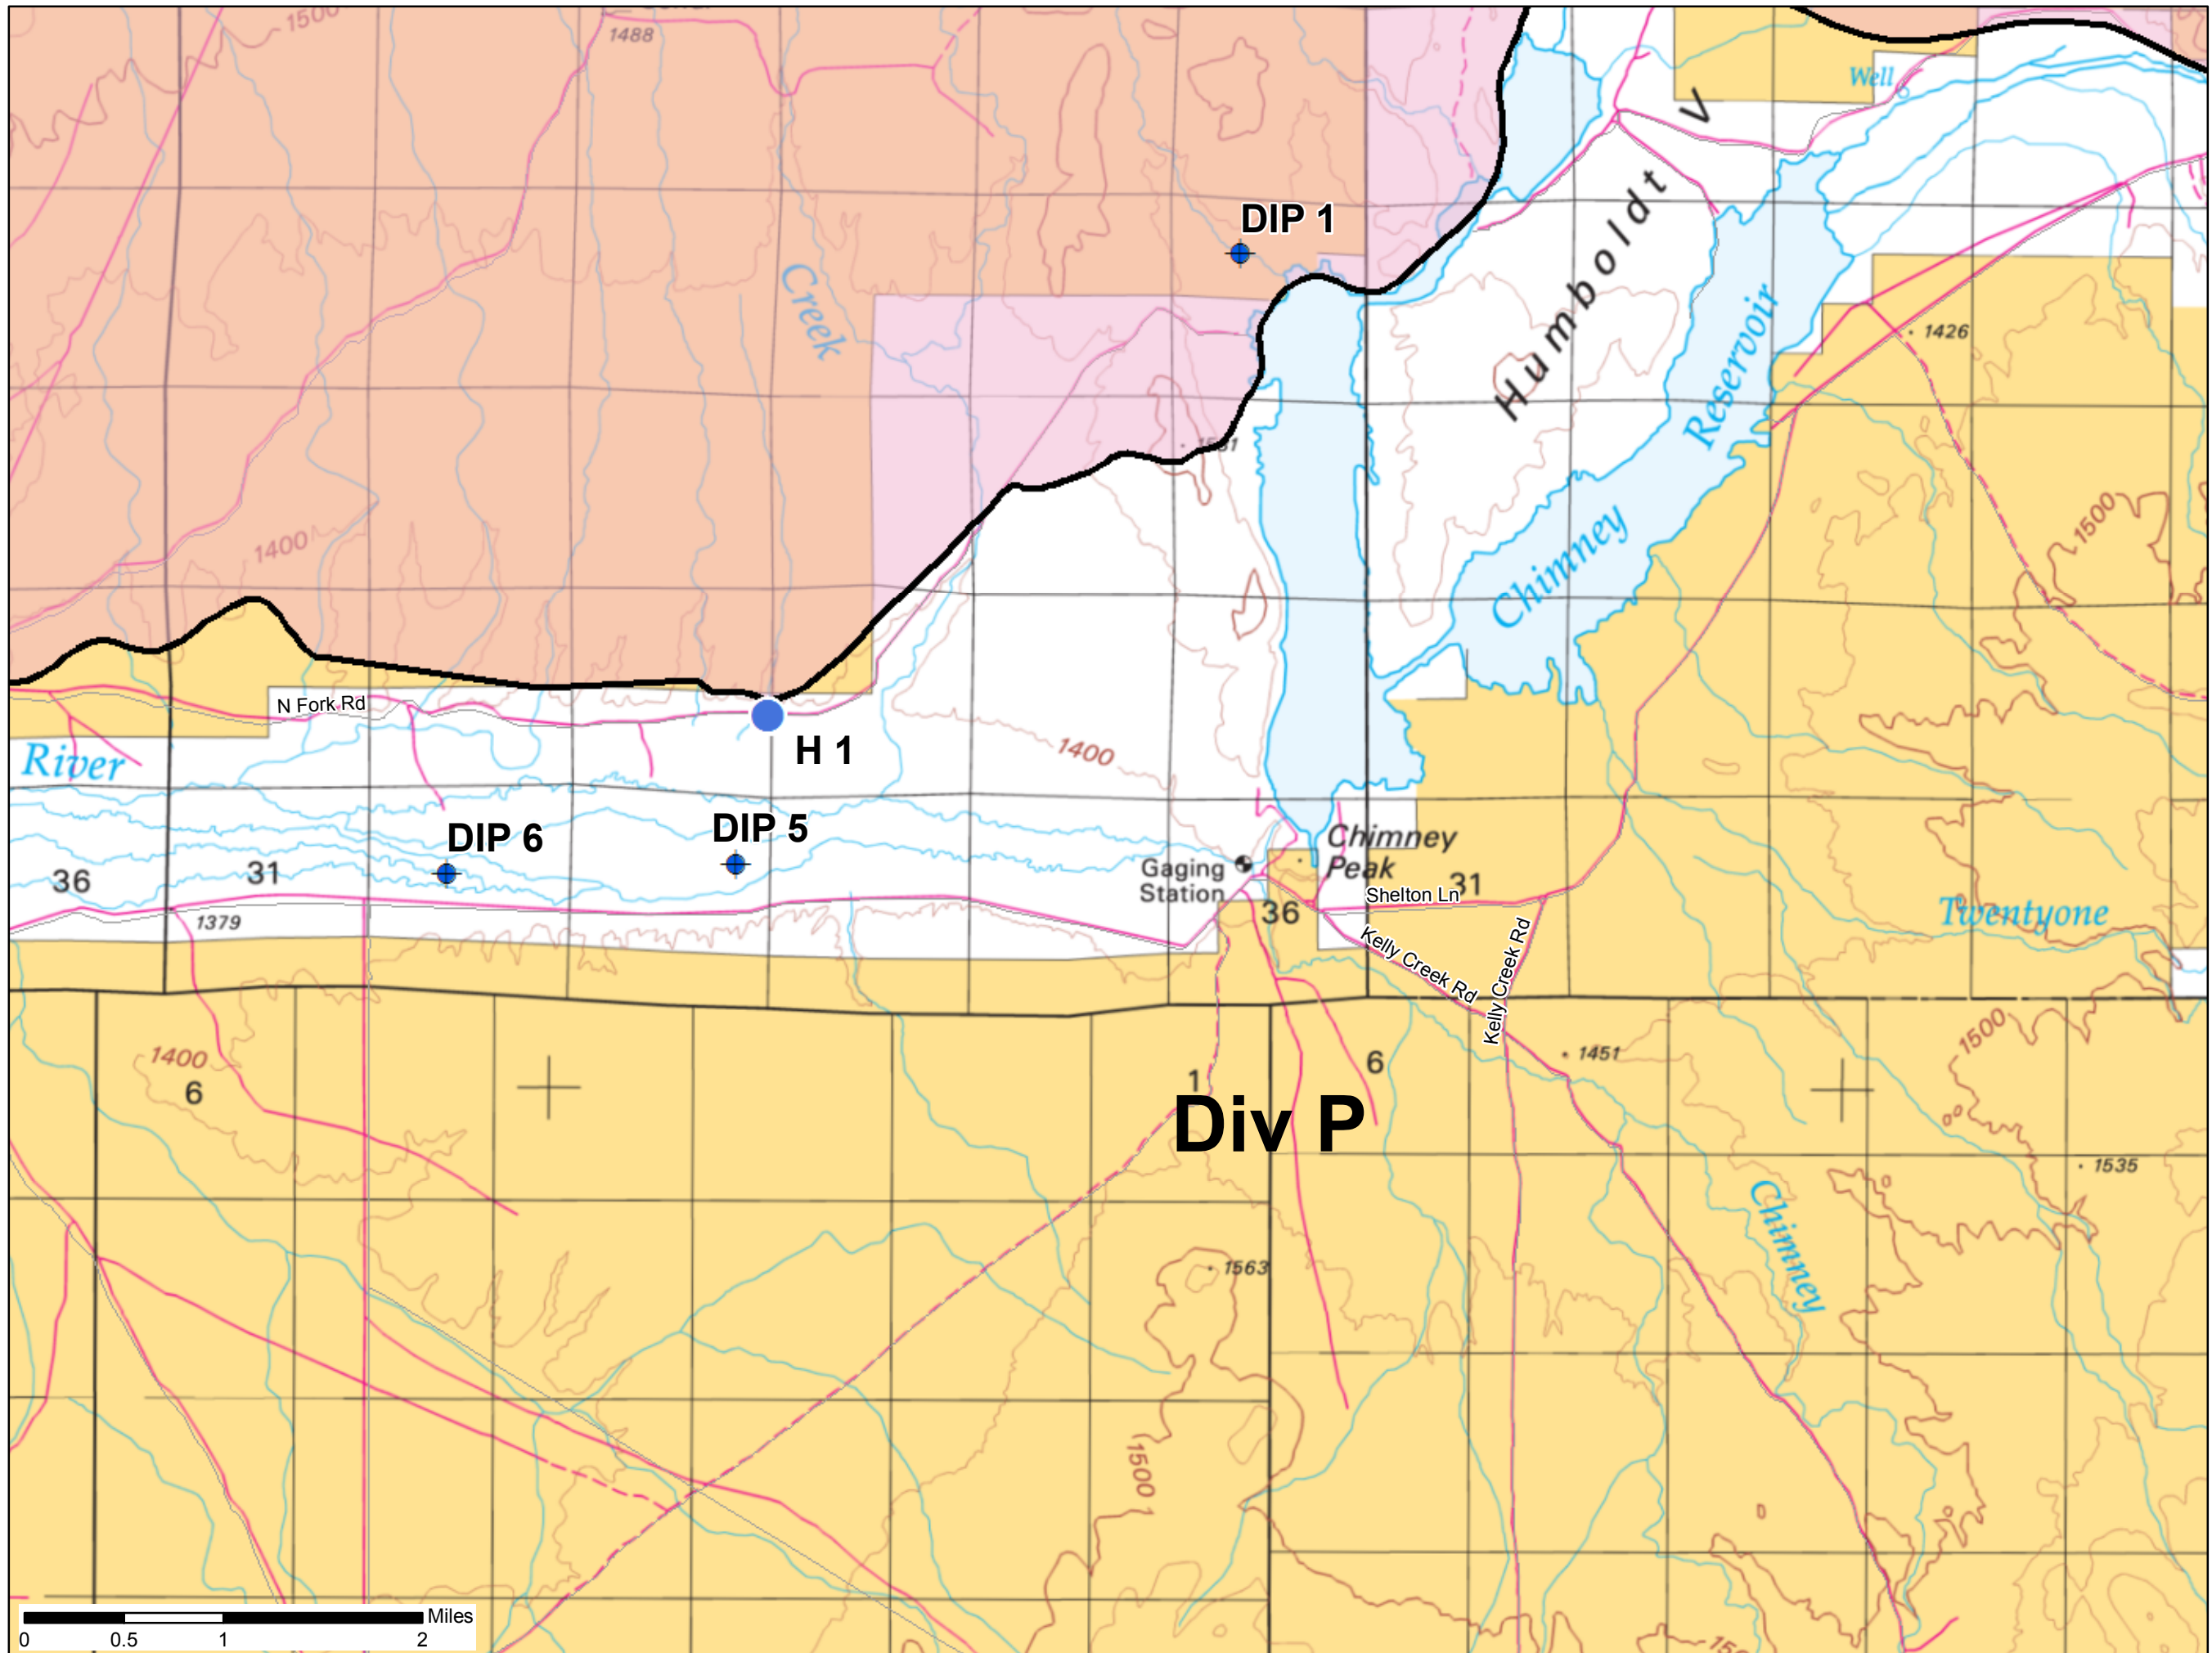 1500
1488
Well
V
DIP 1
Humboldt
Creek
Reservoir
1426
1500
1400
Chimney
N Fork Rd
River
H 1
1400
DIP 6
DIP 5
Chimney
Peak
Gaging
Station
36
31
31
Shelton Ln
36
1379
Twentyone
Kelly Creek Rd
Kelly Creek Rd
1500
1400
6
1
6
1451
Div P
1535
Chimney
1563
1500
Miles
0
0.5
1
2